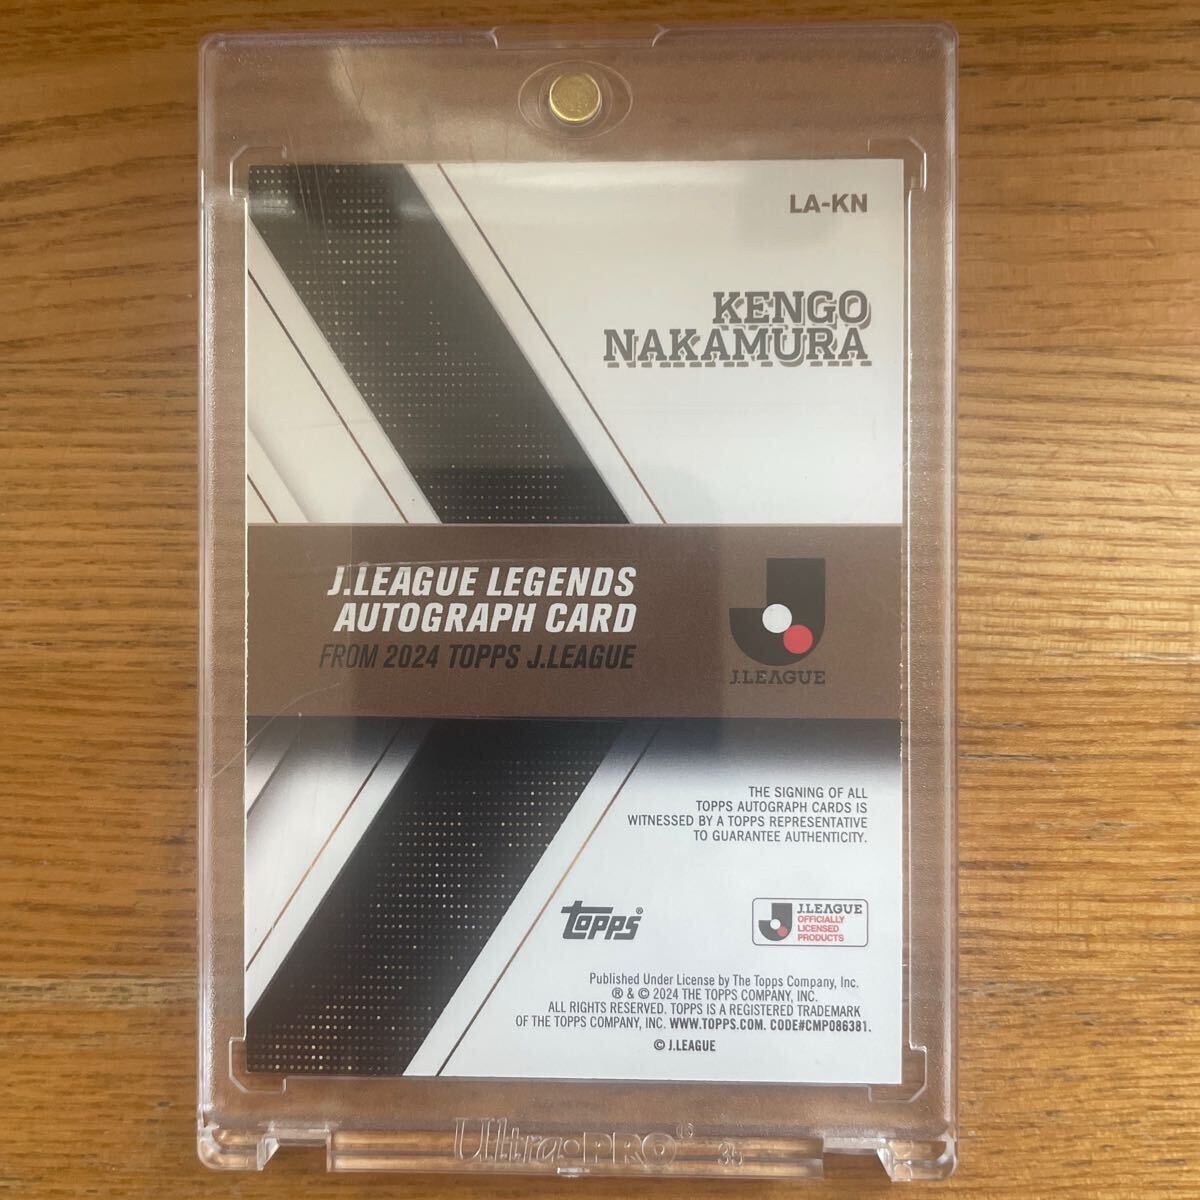 LA-KN
KENGO
NAKAMURA
J.LEAGUE LEGENDS
AUTOGRAPH CARD
FROM 2024 TOPPS J.LEAGUE
J.LEAGUE
THE SIGNING OF ALL
TOPPS AUTOGRAPH CARDS IS
WITNESSED BY A TOPPS REPRESENTATIVE
TO GUARANTEE AUTHENTICITY.
topps®
J.LEAGUE
OFFICIALLY
LICENSED
PRODUCTS
Published Under License by The Topps Company, Inc.
® & © 2024 THE TOPPS COMPANY, INC.
ALL RIGHTS RESERVED. TOPPS IS A REGISTERED TRADEMARK
OF THE TOPPS COMPANY, INC. WWW.TOPPS.COM. CODE#CMP086381.
© J.LEAGUE
Ultra•PRO® 35